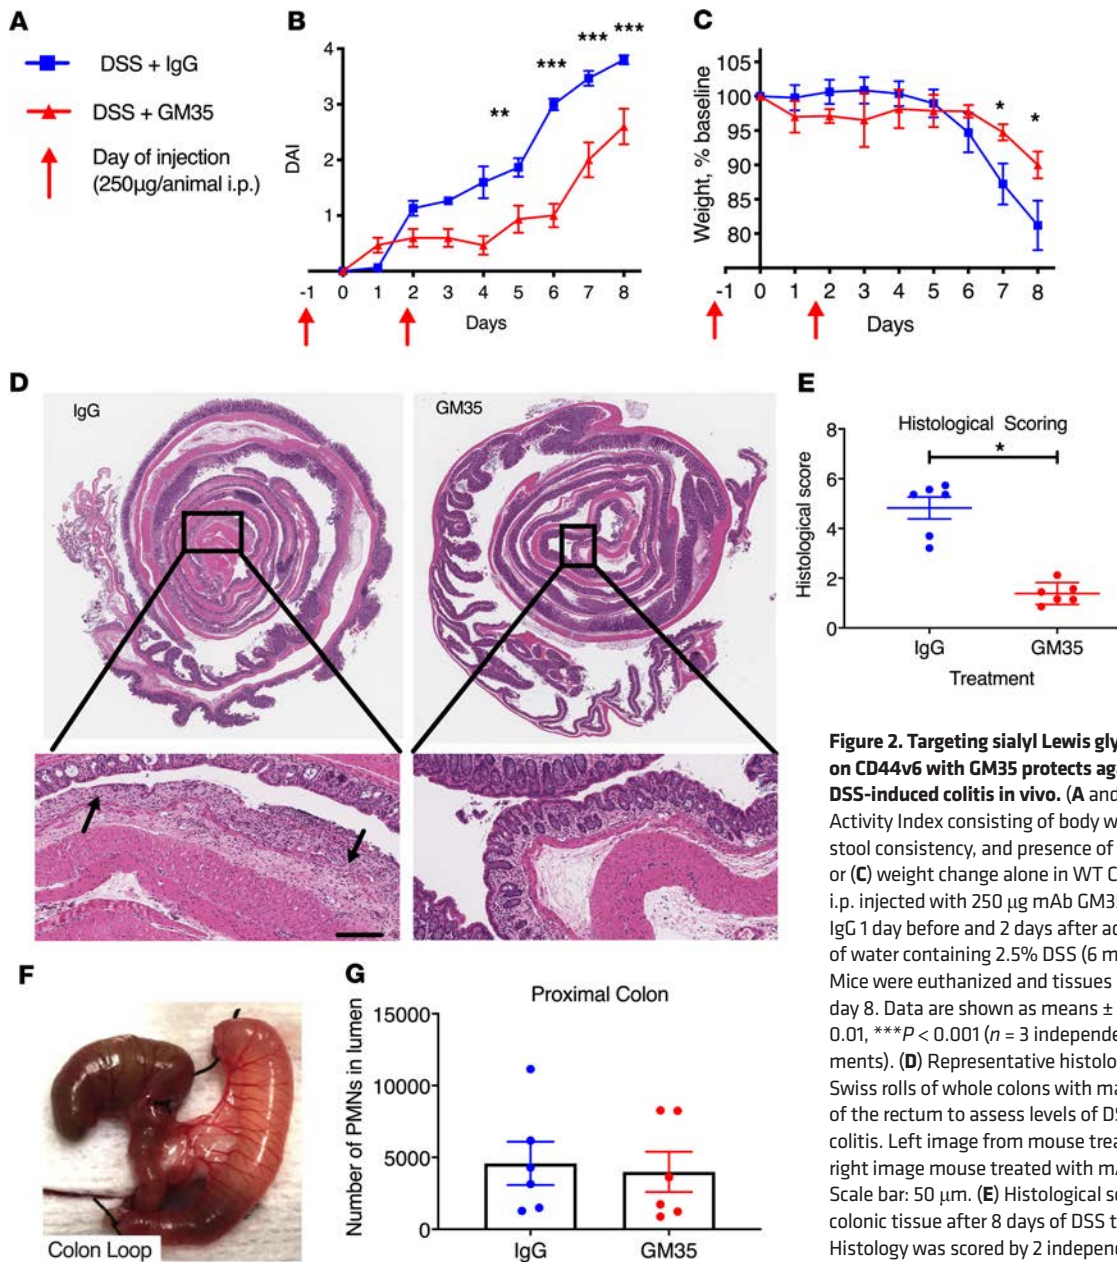 A
DSS + IgG
DSS + GM35
Day of injection
(250µg/animal i.p.)
B
DAI
4
3
2
1
**
***
***
***
-1 0 1 2 3 4 5 6 7 8
Days
C
Weight, % baseline
105
100
95
90
85
80
*
*
-1 0 1 2 3 4 5 6 7 8
Days
D
IgG
GM35
E
Histological Scoring
Histological score
8
6
4
2
0
*
IgG GM35
Treatment
F
Colon Loop
G
Proximal Colon
Number of PMNs in lumen
15000
10000
5000
0
IgG GM35
Figure 2. Targeting sialyl Lewis gly
on CD44v6 with GM35 protects aga
DSS-induced colitis in vivo. (A and
Activity Index consisting of body w
stool consistency, and presence of
or (C) weight change alone in WT C
i.p. injected with 250 µg mAb GM35
IgG 1 day before and 2 days after ad
of water containing 2.5% DSS (6 m
Mice were euthanized and tissues
day 8. Data are shown as means ±
0.01, ***P < 0.001 (n = 3 independe
ments). (D) Representative histolo
Swiss rolls of whole colons with ma
of the rectum to assess levels of DS
colitis. Left image from mouse trea
right image mouse treated with mA
Scale bar: 50 µm. (E) Histological sc
colonic tissue after 8 days of DSS t
Histology was scored by 2 independ